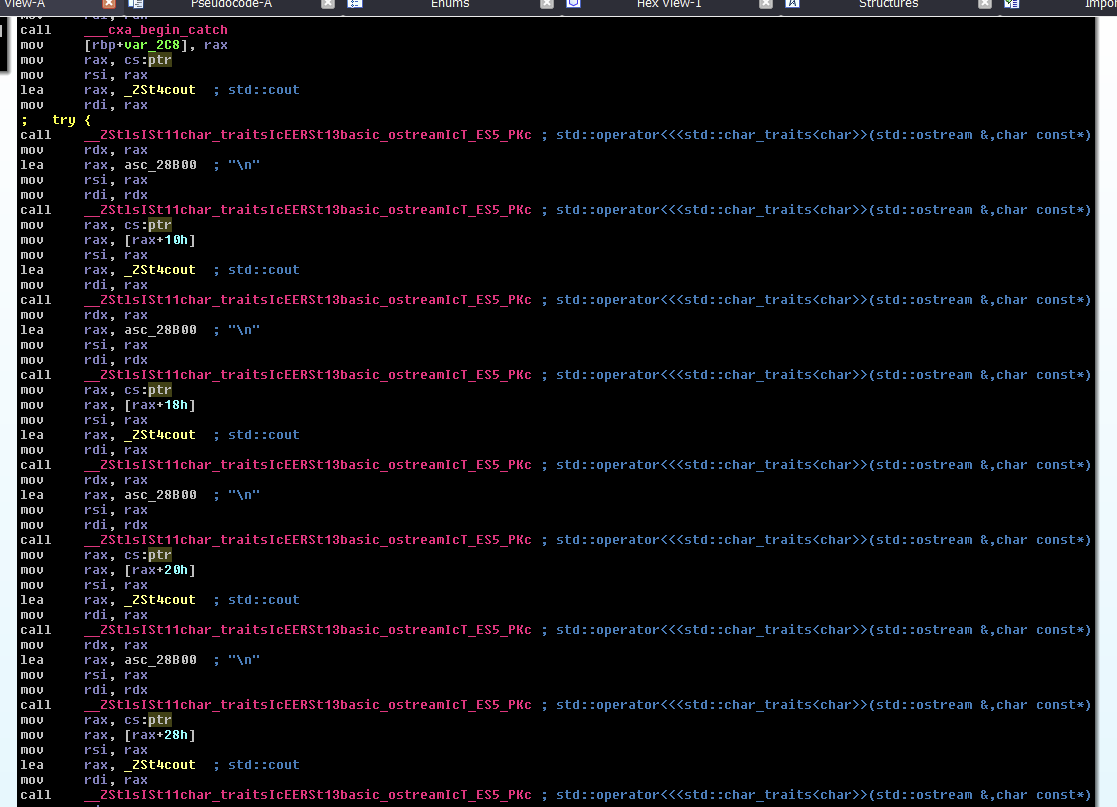 View-A Pseudocode-A Enums Hex View-1 Structures Impor
call ___cxa_begin_catch
mov [rbp+var_2C8], rax
mov rax, cs:ptr
mov rsi, rax
lea rax, _ZSt4cout ; std::cout
mov rdi, rax
; try {
call __ZStlsISt11char_traitsIcEERSt13basic_ostreamIcT_ES5_PKc ; std::operator<<<std::char_traits<char>>(std::ostream &,char const*)
mov rdx, rax
lea rax, asc_28B00 ; "\n"
mov rsi, rax
mov rdi, rdx
call __ZStlsISt11char_traitsIcEERSt13basic_ostreamIcT_ES5_PKc ; std::operator<<<std::char_traits<char>>(std::ostream &,char const*)
mov rax, cs:ptr
mov rax, [rax+10h]
mov rsi, rax
lea rax, _ZSt4cout ; std::cout
mov rdi, rax
call __ZStlsISt11char_traitsIcEERSt13basic_ostreamIcT_ES5_PKc ; std::operator<<<std::char_traits<char>>(std::ostream &,char const*)
mov rdx, rax
lea rax, asc_28B00 ; "\n"
mov rsi, rax
mov rdi, rdx
call __ZStlsISt11char_traitsIcEERSt13basic_ostreamIcT_ES5_PKc ; std::operator<<<std::char_traits<char>>(std::ostream &,char const*)
mov rax, cs:ptr
mov rax, [rax+18h]
mov rsi, rax
lea rax, _ZSt4cout ; std::cout
mov rdi, rax
call __ZStlsISt11char_traitsIcEERSt13basic_ostreamIcT_ES5_PKc ; std::operator<<<std::char_traits<char>>(std::ostream &,char const*)
mov rdx, rax
lea rax, asc_28B00 ; "\n"
mov rsi, rax
mov rdi, rdx
call __ZStlsISt11char_traitsIcEERSt13basic_ostreamIcT_ES5_PKc ; std::operator<<<std::char_traits<char>>(std::ostream &,char const*)
mov rax, cs:ptr
mov rax, [rax+20h]
mov rsi, rax
lea rax, _ZSt4cout ; std::cout
mov rdi, rax
call __ZStlsISt11char_traitsIcEERSt13basic_ostreamIcT_ES5_PKc ; std::operator<<<std::char_traits<char>>(std::ostream &,char const*)
mov rdx, rax
lea rax, asc_28B00 ; "\n"
mov rsi, rax
mov rdi, rdx
call __ZStlsISt11char_traitsIcEERSt13basic_ostreamIcT_ES5_PKc ; std::operator<<<std::char_traits<char>>(std::ostream &,char const*)
mov rax, cs:ptr
mov rax, [rax+28h]
mov rsi, rax
lea rax, _ZSt4cout ; std::cout
mov rdi, rax
call __ZStlsISt11char_traitsIcEERSt13basic_ostreamIcT_ES5_PKc ; std::operator<<<std::char_traits<char>>(std::ostream &,char const*)